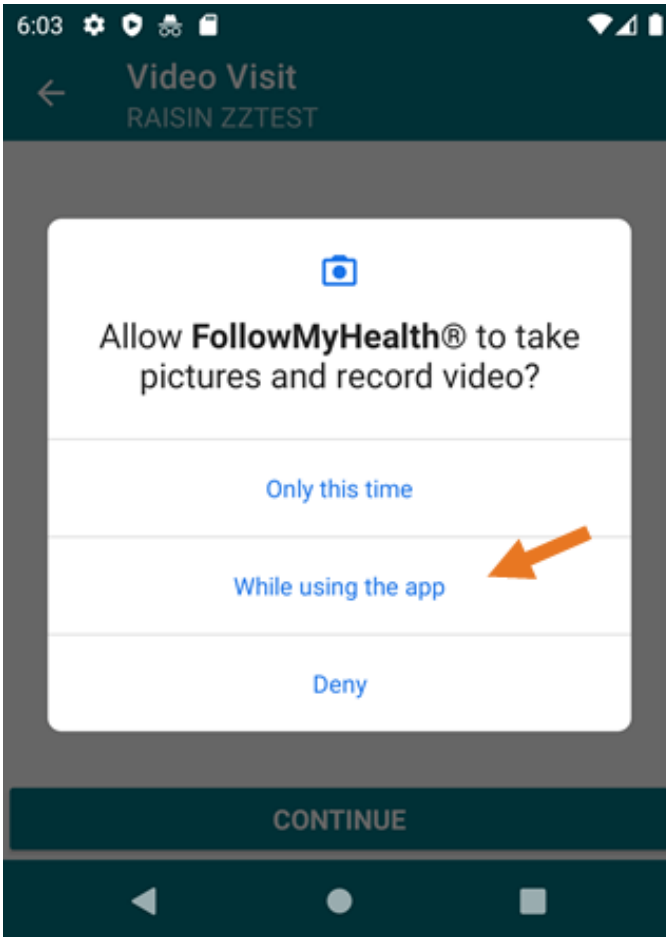 6:03
Video Visit
RAISIN ZZTEST
Allow FollowMyHealth® to take
pictures and record video?
Only this time
While using the app
Deny
CONTINUE